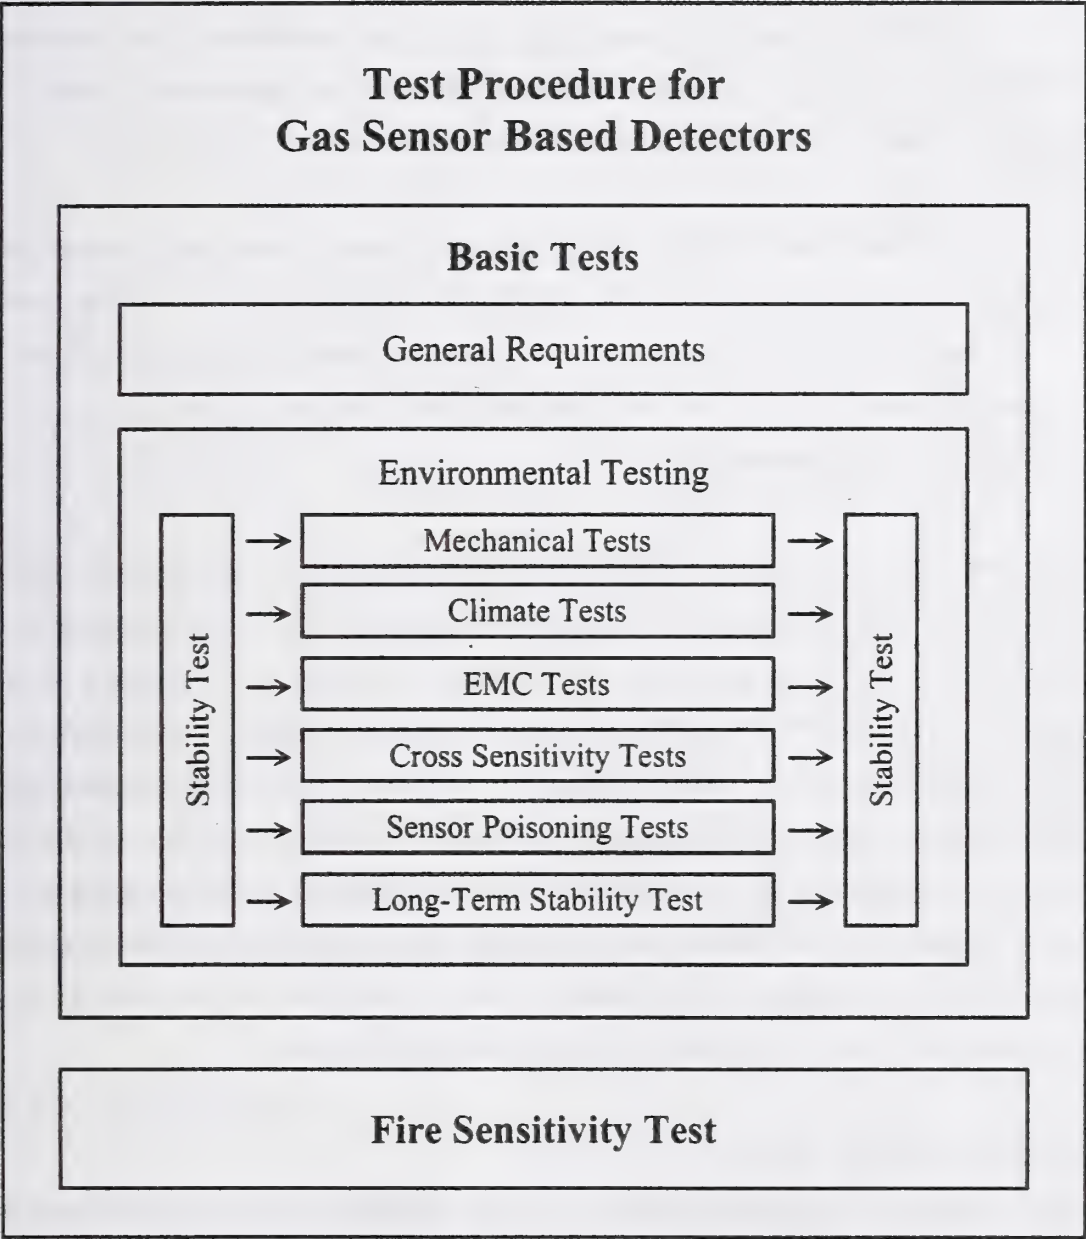 Test Procedure for
Gas Sensor Based Detectors
Basic Tests
General Requirements
Environmental Testing
Stability Test
Mechanical Tests
Climate Tests
EMC Tests
Cross Sensitivity Tests
Sensor Poisoning Tests
Long-Term Stability Test
Stability Test
Fire Sensitivity Test